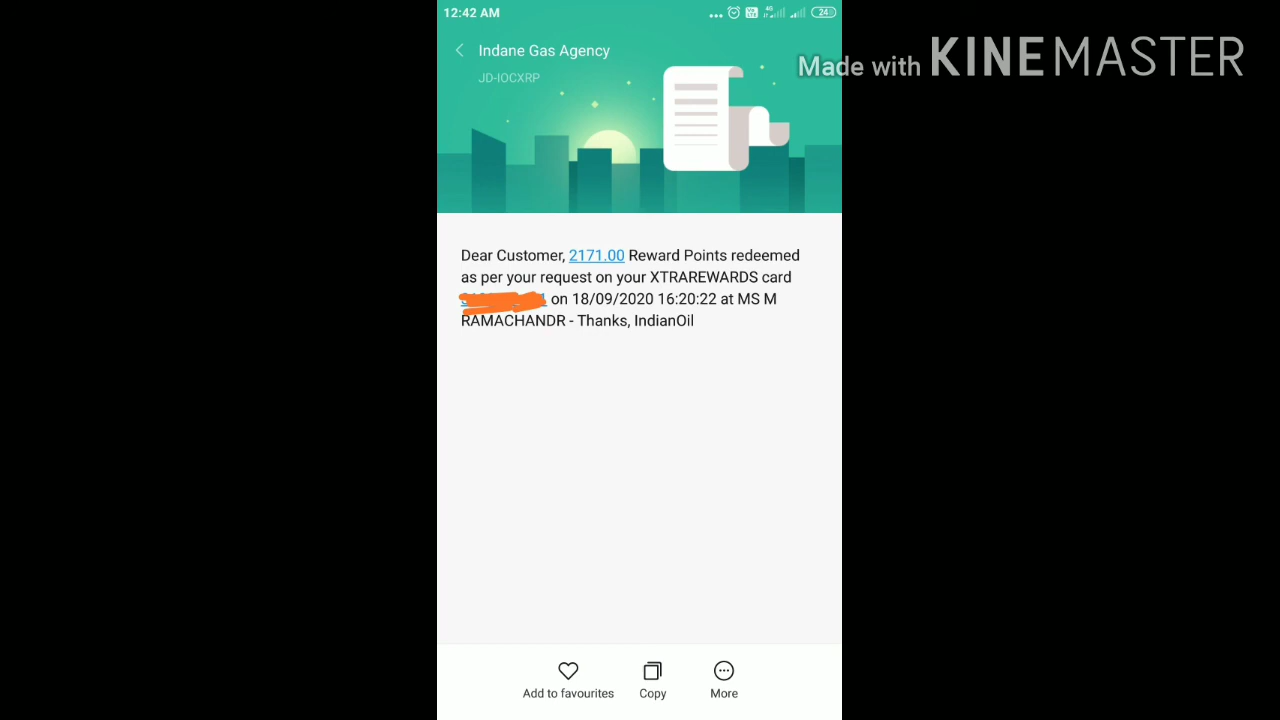 12:42 AM
24
Indane Gas Agency
JD-IOCXRP
Made with KINEMASTER
Dear Customer, 2171.00 Reward Points redeemed
as per your request on your XTRAREWARDS card
on 18/09/2020 16:20:22 at MS M
RAMACHANDR - Thanks, IndianOil
Add to favourites
Copy
More